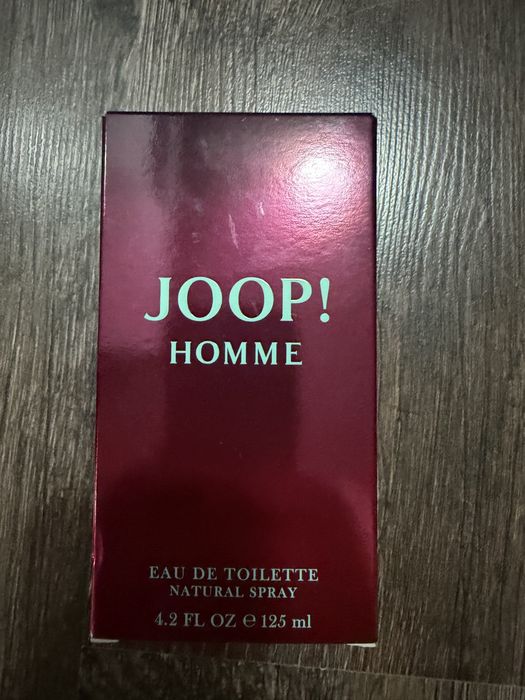 JOOP!
HOMME
EAU DE TOILETTE
NATURAL SPRAY
4.2 FL OZ ℮ 125 ml